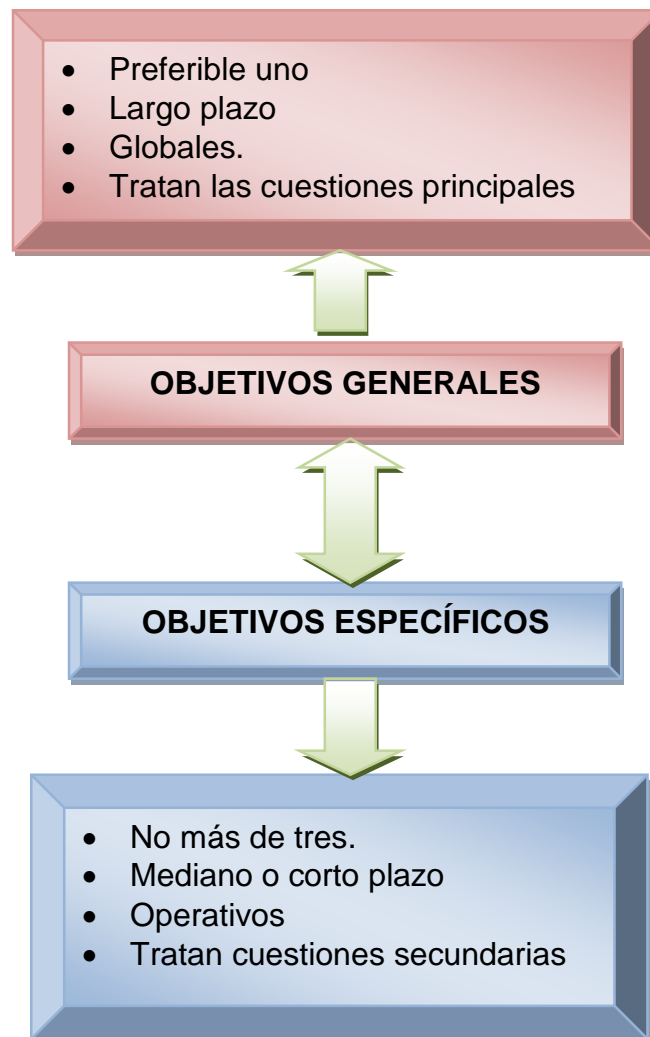 • Preferible uno
• Largo plazo
• Globales.
• Tratan las cuestiones principales
OBJETIVOS GENERALES
OBJETIVOS ESPECÍFICOS
• No más de tres.
• Mediano o corto plazo
• Operativos
• Tratan cuestiones secundarias